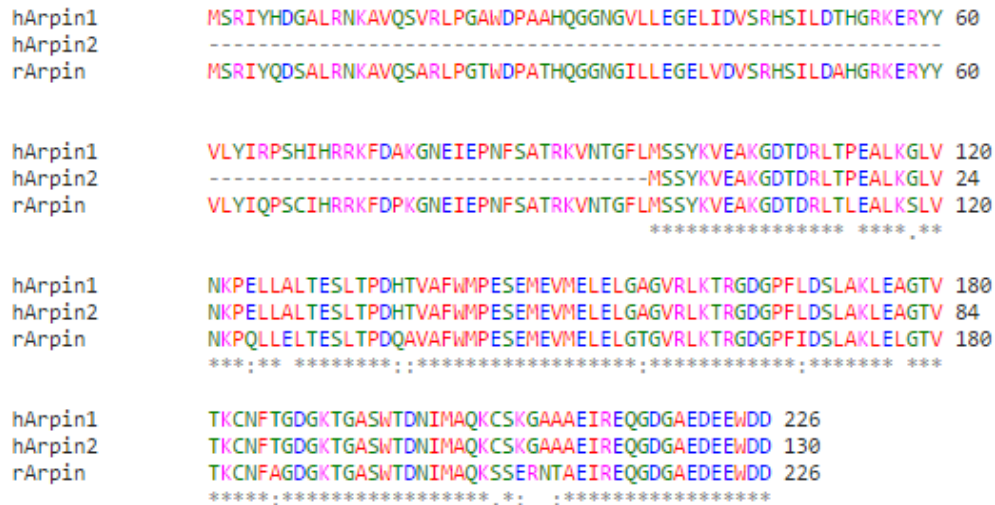 hArpin1 MSRIYHDGALRNKAVQSVRLPGAWDPAAHQGGNGVLLEGELIDVSRHSILDTHGRKERYY 60
hArpin2 ------------------------------------------------------------
rArpin MSRIYQDSALRNKAVQSARLPGTWDPATHQGGNGILLEGELVDVSRHSILDAHGRKERYY 60
hArpin1 VLYIRPSHIHRRKFDAKGNEIEPNFSATRKVNTGFLMSSYKVEAKGDTDRLTPEALKGLV 120
hArpin2 ------------------------------------MSSYKVEAKGDTDRLTPEALKGLV 24
rArpin VLYIQPSCIHRRKFDPKGNEIEPNFSATRKVNTGFLMSSYKVEAKGDTDRLTLEALKSLV 120
**************** ****.**
hArpin1 NKPELLALTESLTPDHTVAFWMPESEMEVMELELGAGVRLKTRGDGPFLDSLAKLEAGTV 180
hArpin2 NKPELLALTESLTPDHTVAFWMPESEMEVMELELGAGVRLKTRGDGPFLDSLAKLEAGTV 84
rArpin NKPQLLELTESLTPDQAVAFWMPESEMEVMELELGTGVRLKTRGDGPFIDSLAKLELGTV 180
***:** ********::******************:************:******* ***
hArpin1 TKCNFTGDGKTGASWTDNIMAQKCSKGAAAEIREQGDGAEDEEWDD 226
hArpin2 TKCNFTGDGKTGASWTDNIMAQKCSKGAAAEIREQGDGAEDEEWDD 130
rArpin TKCNFAGDGKTGASWTDNIMAQKSSERNTAEIREQGDGAEDEEWDD 226
*****:*****************.*:  :*****************